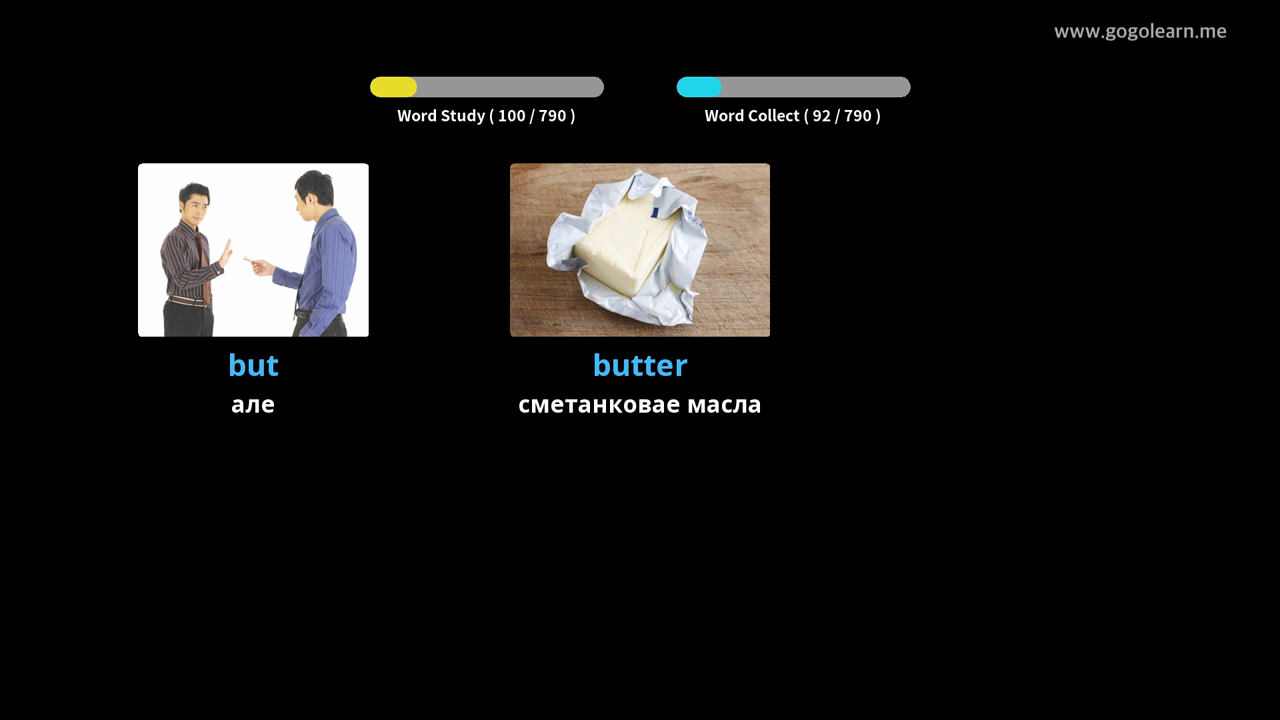 www.gogolearn.me
Word Study ( 100 / 790 )
Word Collect ( 92 / 790 )
but
але
butter
сметанковае масла